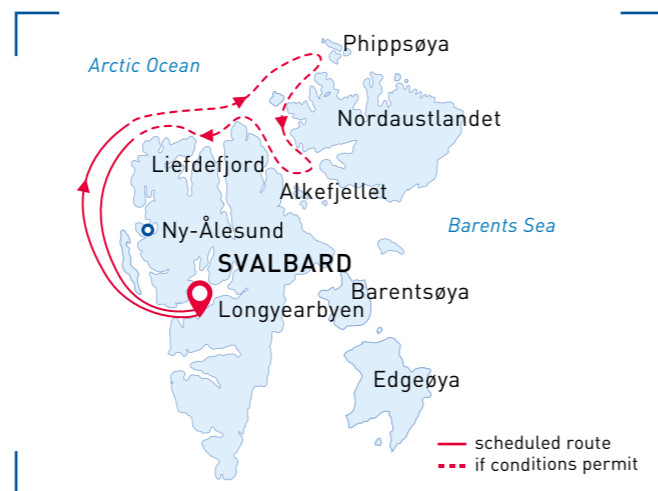 Phippsøya
Arctic Ocean
Nordaustlandet
Liefdefjord
Alkefjellet
Barents Sea
Ny-Ålesund
SVALBARD
Barentsøya
Longyearbyen
Edgeøya
scheduled route
if conditions permit